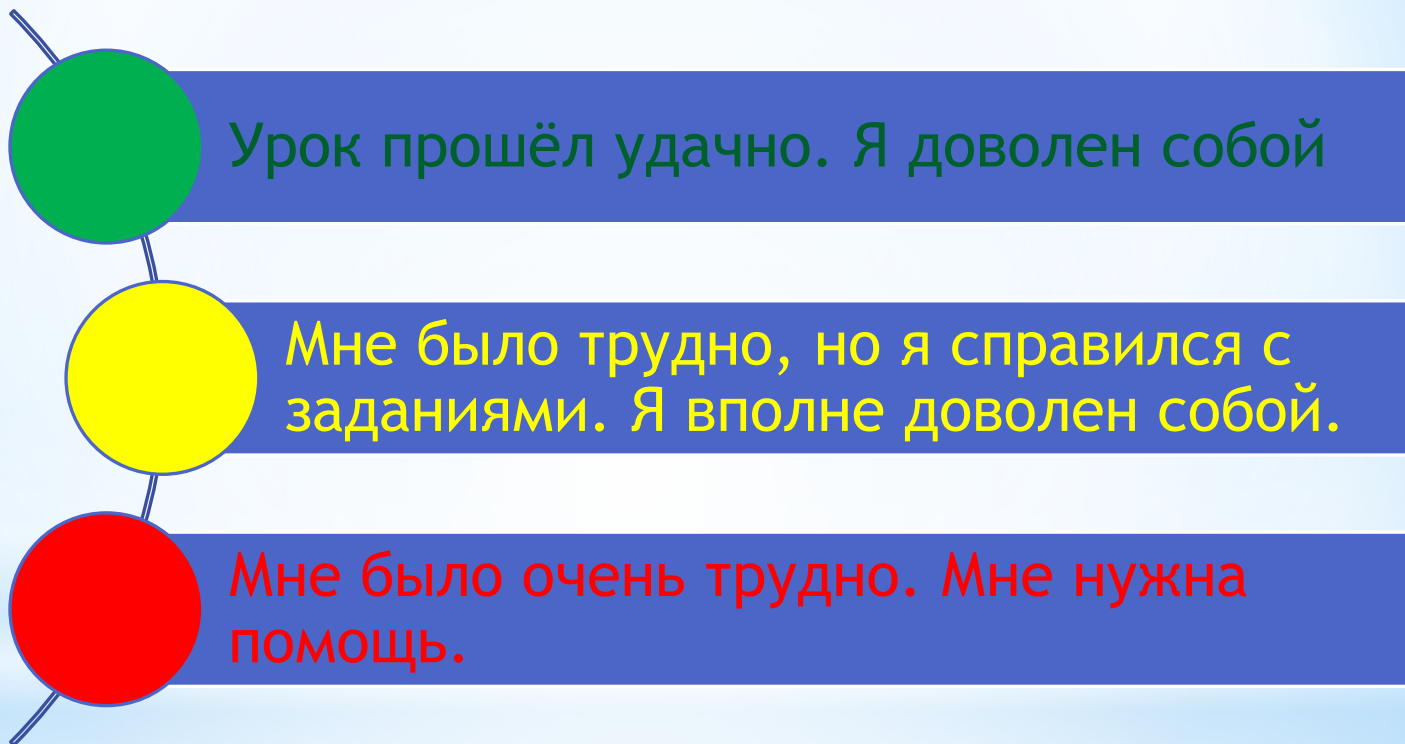 Урок прошёл удачно. Я доволен собой
Мне было трудно, но я справился с
заданиями. Я вполне доволен собой.
Мне было очень трудно. Мне нужна
помощь.